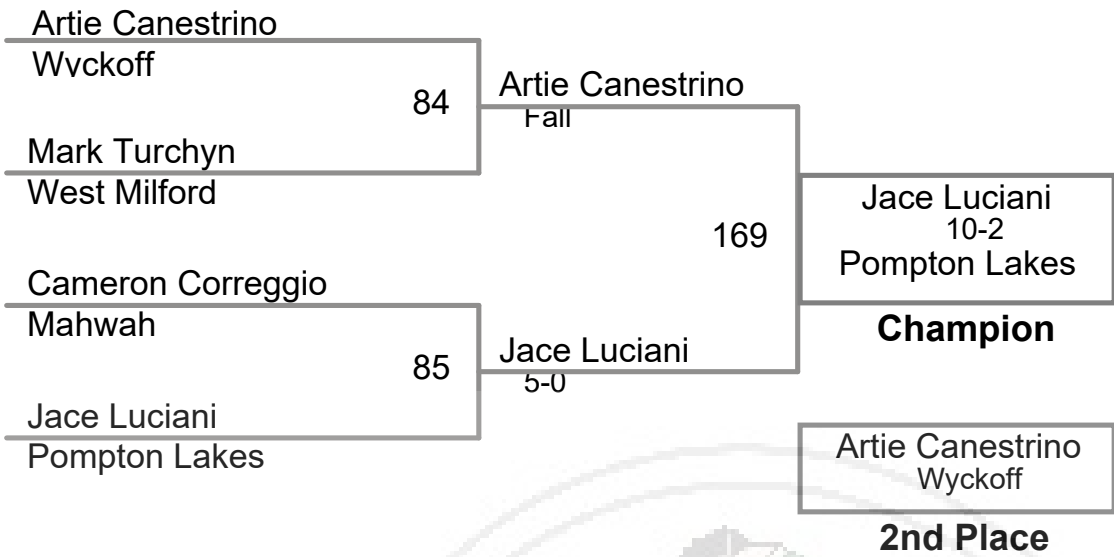 Artie Canestrino
Wyckoff
84
Mark Turchyn
West Milford
Artie Canestrino
Fall
Cameron Correggio
Mahwah
85
Jace Luciani
Pompton Lakes
Jace Luciani
5-0
169
Jace Luciani
10-2
Pompton Lakes
Champion
Artie Canestrino
Wyckoff
2nd Place